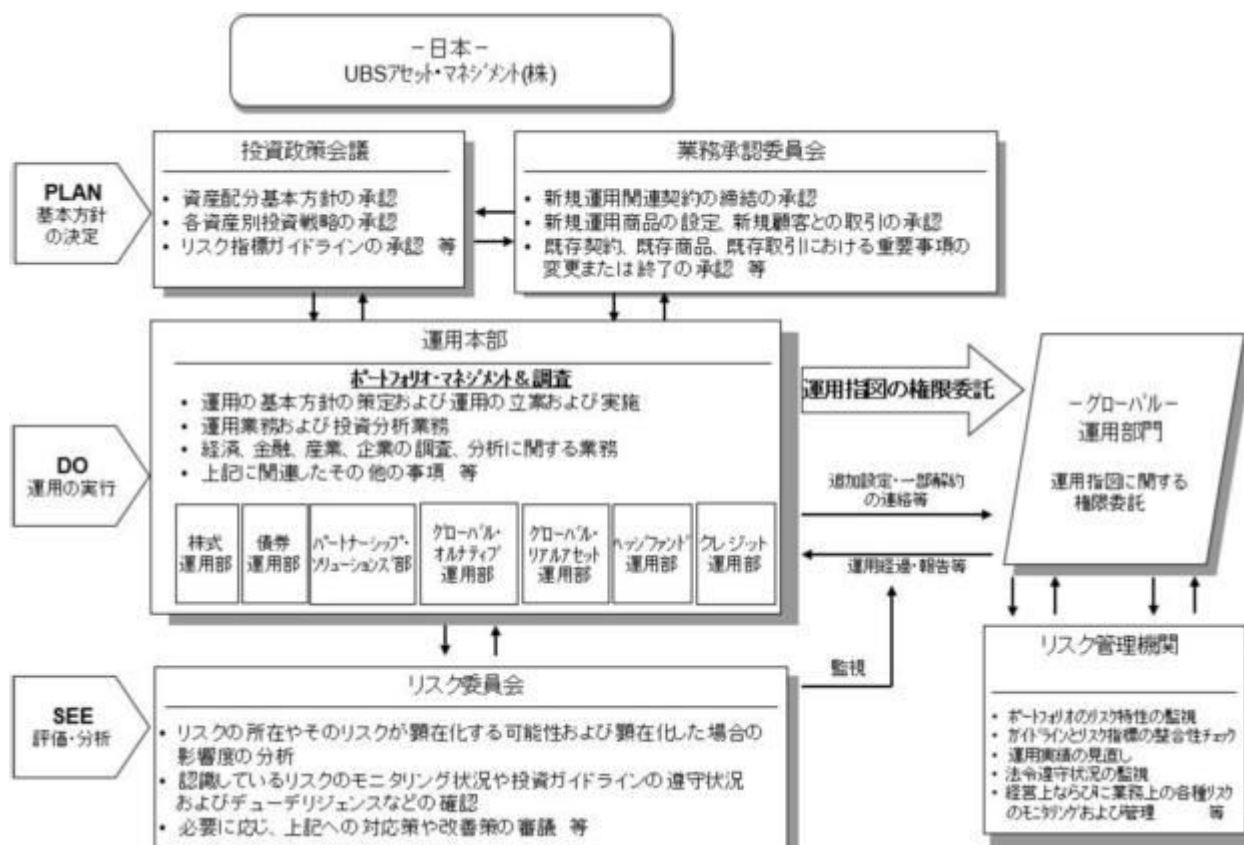 －日本－
UBSアセット・マネジメント(株)
PLAN
基本方針
の決定
投資政策会議
• 資産配分基本方針の承認
• 各資産別投資戦略の承認
• リスク指標ガイドラインの承認 等
業務承認委員会
• 新規運用関連契約の締結の承認
• 新規運用商品の設定、新規顧客との取引の承認
• 既存契約、既存商品、既存取引における重要事項の
変更または終了の承認 等
DO
運用の実行
運用本部
ポートフォリオ・マネジメント＆調査
• 運用の基本方針の策定および運用の立案および実施
• 運用業務および投資分析業務
• 経済、金融、産業、企業の調査、分析に関する業務
• 上記に関連したその他の事項 等
株式
運用部
債券
運用部
パートナーシップ・
ソリューションズ部
グローバル・
オルナティブ
運用部
グローバル・
リアルアセット
運用部
ヘッジファンド
運用部
クレジット
運用部
運用指図の権限委託
追加設定・一部解約
の連絡等
運用経過・報告等
監視
－グローバル－
運用部門
運用指図に関する
権限委託
SEE
評価・分析
リスク委員会
• リスクの所在やそのリスクが顕在化する可能性および顕在化した場合の
影響度の分析
• 認識しているリスクのモニタリング状況や投資ガイドラインの遵守状況
およびデューデリジェンスなどの確認
• 必要に応じ、上記への対応策や改善策の審議 等
リスク管理機関
• ポートフォリオのリスク特性の監視
• ガイドラインとリスク指標の整合性チェック
• 運用実績の見直し
• 法令遵守状況の監視
• 経営上ならびに業務上の各種リスク
のモニタリングおよび管理 等